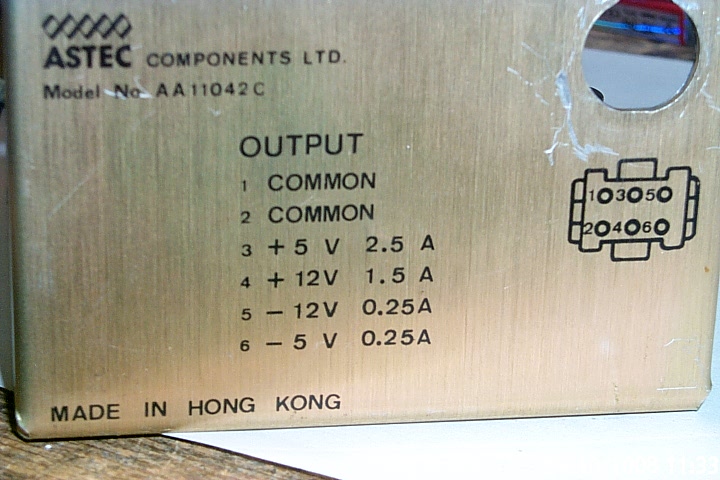 ASTEC COMPONENTS LTD.
Model No. AA11042C
OUTPUT
1 COMMON
2 COMMON
3 +5 V 2.5 A
4 +12V 1.5 A
5 -12V 0.25A
6 -5 V 0.25A
1 3 5
2 4 6
MADE IN HONG KONG